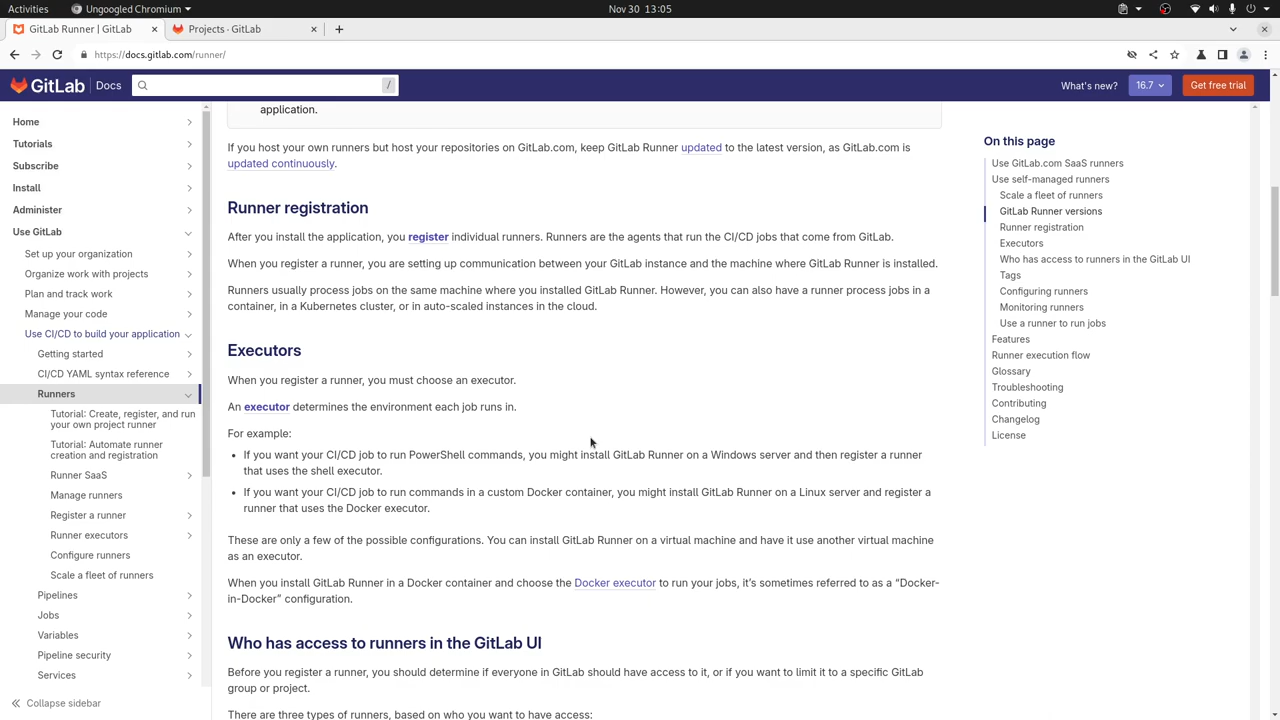 Activities
Ungoogled Chromium
Nov 30  13:05
GitLab Runner | GitLab
Projects · GitLab
https://docs.gitlab.com/runner/
GitLab Docs
/
What's new?
16.7
Get free trial
Home
Tutorials
Subscribe
Install
Administer
Use GitLab
Set up your organization
Organize work with projects
Plan and track work
Manage your code
Use CI/CD to build your application
Getting started
CI/CD YAML syntax reference
Runners
Tutorial: Create, register, and run
your own project runner
Tutorial: Automate runner
creation and registration
Runner SaaS
Manage runners
Register a runner
Runner executors
Configure runners
Scale a fleet of runners
Pipelines
Jobs
Variables
Pipeline security
Services
Collapse sidebar
application.
If you host your own runners but host your repositories on GitLab.com, keep GitLab Runner updated to the latest version, as GitLab.com is
updated continuously.
Runner registration
After you install the application, you register individual runners. Runners are the agents that run the CI/CD jobs that come from GitLab.
When you register a runner, you are setting up communication between your GitLab instance and the machine where GitLab Runner is installed.
Runners usually process jobs on the same machine where you installed GitLab Runner. However, you can also have a runner process jobs in a
container, in a Kubernetes cluster, or in auto-scaled instances in the cloud.
Executors
When you register a runner, you must choose an executor.
An executor determines the environment each job runs in.
For example:
• If you want your CI/CD job to run PowerShell commands, you might install GitLab Runner on a Windows server and then register a runner
that uses the shell executor.
• If you want your CI/CD job to run commands in a custom Docker container, you might install GitLab Runner on a Linux server and register a
runner that uses the Docker executor.
These are only a few of the possible configurations. You can install GitLab Runner on a virtual machine and have it use another virtual machine
as an executor.
When you install GitLab Runner in a Docker container and choose the Docker executor to run your jobs, it's sometimes referred to as a “Docker-
in-Docker” configuration.
Who has access to runners in the GitLab UI
Before you register a runner, you should determine if everyone in GitLab should have access to it, or if you want to limit it to a specific GitLab
group or project.
There are three types of runners, based on who you want to have access:
On this page
Use GitLab.com SaaS runners
Use self-managed runners
Scale a fleet of runners
GitLab Runner versions
Runner registration
Executors
Who has access to runners in the GitLab UI
Tags
Configuring runners
Monitoring runners
Use a runner to run jobs
Features
Runner execution flow
Glossary
Troubleshooting
Contributing
Changelog
License